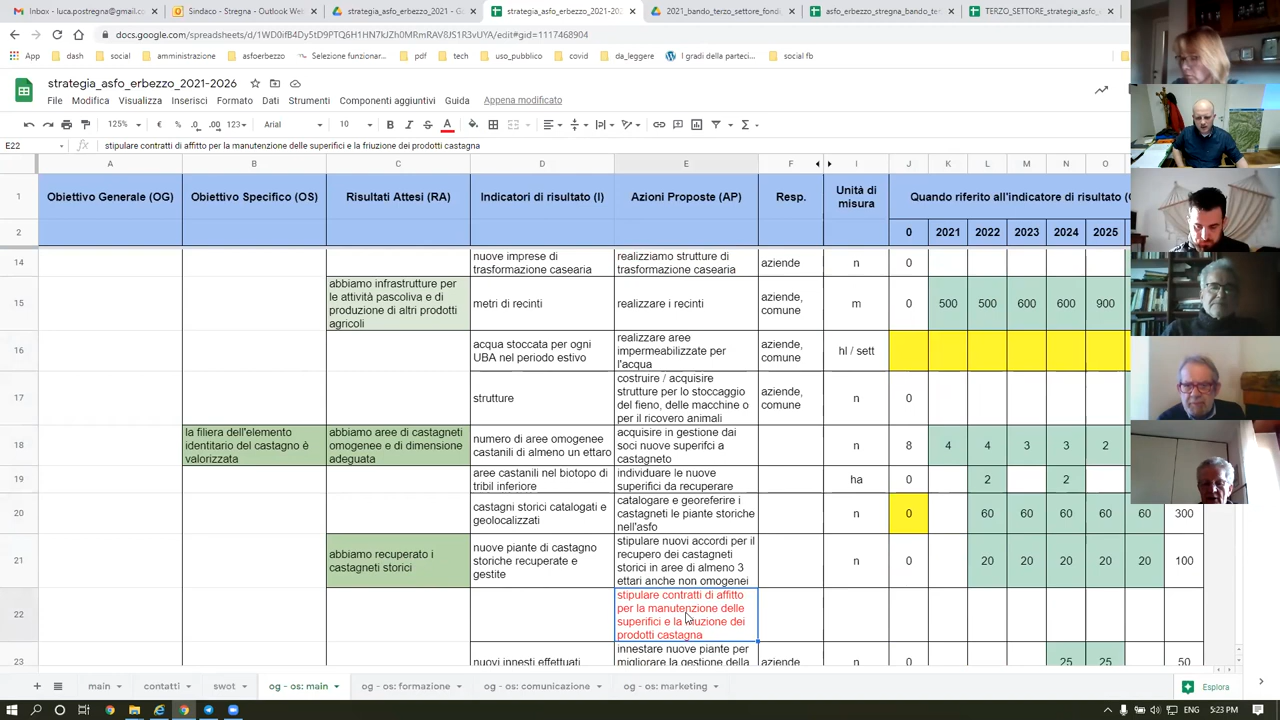 Inbox - luca.postregna@gmail.com
Sindaco - Stregna - Outlook Web
strategia_asfo_erbezzo_2021 - G
strategia_asfo_erbezzo_2021-202
2021_bando_terzo_settore_fondi
asfo_erbezzo_stregna_bando_ter
TERZO_SETTORE_strategia_asfo_
docs.google.com/spreadsheets/d/1WD0fB4Dy5tD9PTQ6H1HN7kJZh0MRmRAV8JS1R3vUYA/edit#gid=1117468904
App dash social amministrazione asfoerbezzo Selezione funzionar... pdf tech uso_pubblico covid da_leggere I gradi della parteci... social fb
strategia_asfo_erbezzo_2021-2026
File Modifica Visualizza Inserisci Formato Dati Strumenti Componenti aggiuntivi Guida Appena modificato
125% € % .0 .00 123 Arial 10 B I S A
E22 fx stipulare contratti di affitto per la manutenzione delle superifici e la friuzione dei prodotti castagna
A B C D E F I J K L M N O
1 Obiettivo Generale (OG) Obiettivo Specifico (OS) Risultati Attesi (RA) Indicatori di risultato (I) Azioni Proposte (AP) Resp. Unità di misura Quando riferito all'indicatore di risultato (
2 0 2021 2022 2023 2024 2025
14 nuove imprese di trasformazione casearia realizziamo strutture di trasformazione casearia aziende n 0
15 abbiamo infrastrutture per le attività pascoliva e di produzione di altri prodotti agricoli metri di recinti realizzare i recinti aziende, comune m 0 500 500 600 600 900
16 acqua stoccata per ogni UBA nel periodo estivo realizzare aree impermeabilizzate per l'acqua aziende, comune hl / sett
17 strutture costruire / acquisire strutture per lo stoccaggio del fieno, delle macchine o per il ricovero animali aziende, comune n 0
18 la filiera dell'elemento identitario del castagno è valorizzata abbiamo aree di castagneti omogenee e di dimensione adeguata numero di aree omogenee castanili di almeno un ettaro acquisire in gestione dai soci nuove superifci a castagneto n 8 4 4 3 3 2
19 aree castanili nel biotopo di tribil inferiore individuare le nuove superifici da recuperare ha 0 2 2
20 castagni storici catalogati e geolocalizzati catalogare e georeferire i castagneti le piante storiche nell'asfo n 0 60 60 60 60 60 300
21 abbiamo recuperato i castagneti storici nuove piante di castagno storiche recuperate e gestite stipulare nuovi accordi per il recupero dei castagneti storici in aree di almeno 3 ettari anche non omogenei n 0 20 20 20 20 20 100
22 stipulare contratti di affitto per la manutenzione delle superifici e la friuzione dei prodotti castagna
23 nuovi innesti effettuati innestare nuove piante per migliorare la gestione della aziende n 0 25 25 50
main contatti swot og - os: main og - os: formazione og - os: comunicazione og - os: marketing Esplora
5:23 PM